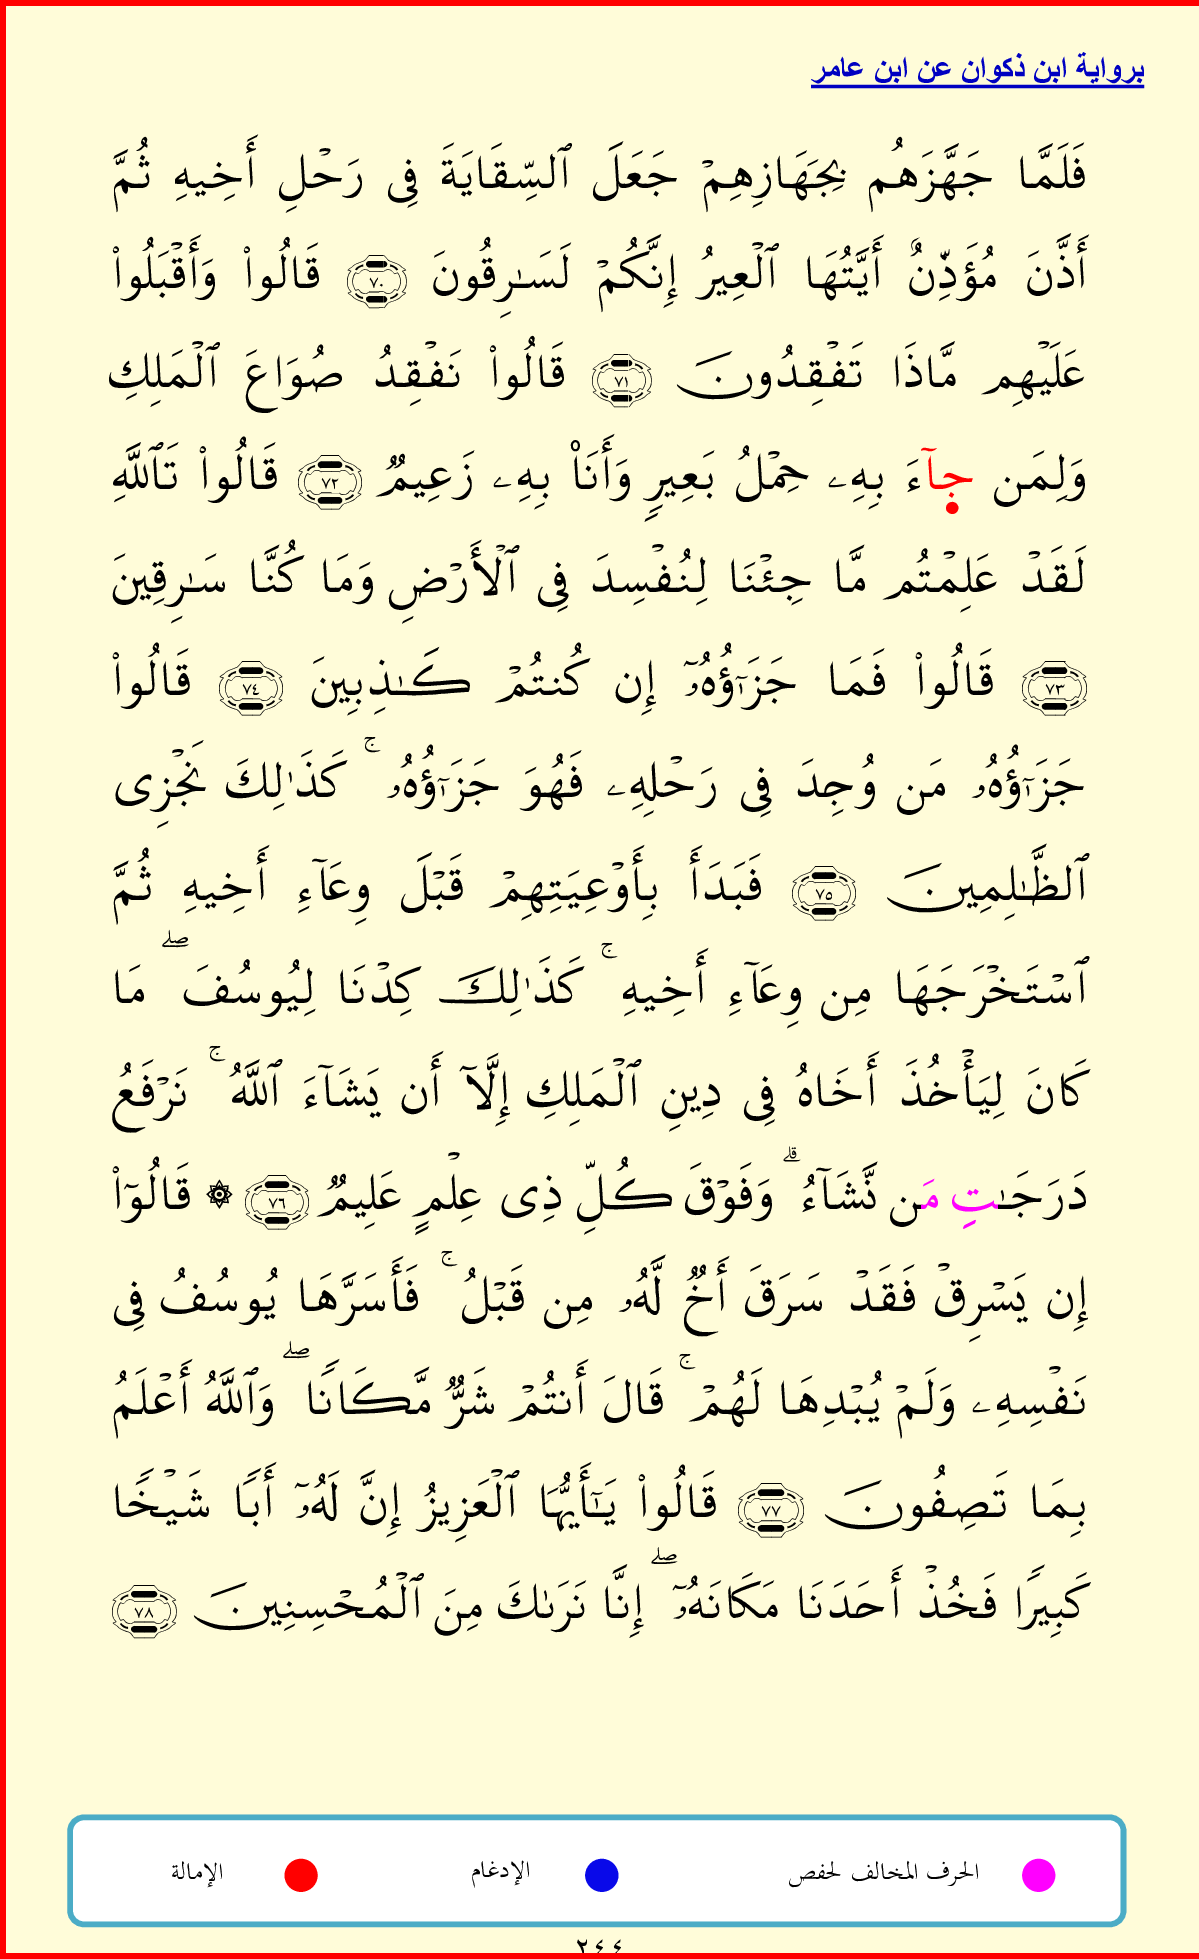 برواية ابن ذكوان عن ابن عامر
فَلَمَّا جَهَّزَهُم بِجَهَازِهِمْ جَعَلَ ٱلسِّقَايَةَ فِى رَحْلِ أَخِيهِ ثُمَّ
أَذَّنَ مُؤَذِّنٌ أَيَّتُهَا ٱلْعِيرُ إِنَّكُمْ لَسَـٰرِقُونَ ٧٠ قَالُوا۟ وَأَقْبَلُوا۟
عَلَيْهِم مَّاذَا تَفْقِدُونَ ٧١ قَالُوا۟ نَفْقِدُ صُوَاعَ ٱلْمَلِكِ
وَلِمَن جِآءَ بِهِۦ حِمْلُ بَعِيرٍ وَأَنَا۠ بِهِۦ زَعِيمٌ ٧٢ قَالُوا۟ تَٱللَّهِ
لَقَدْ عَلِمْتُم مَّا جِئْنَا لِنُفْسِدَ فِى ٱلْأَرْضِ وَمَا كُنَّا سَـٰرِقِينَ
٧٣ قَالُوا۟ فَمَا جَزَٰٓؤُهُۥٓ إِن كُنتُمْ كَـٰذِبِينَ ٧٤ قَالُوا۟
جَزَٰٓؤُهُۥ مَن وُجِدَ فِى رَحْلِهِۦ فَهُوَ جَزَٰٓؤُهُۥ ۚ كَذَٰلِكَ نَجْزِى
ٱلظَّـٰلِمِينَ ٧٥ فَبَدَأَ بِأَوْعِيَتِهِمْ قَبْلَ وِعَآءِ أَخِيهِ ثُمَّ
ٱسْتَخْرَجَهَا مِن وِعَآءِ أَخِيهِ ۚ كَذَٰلِكَ كِدْنَا لِيُوسُفَ ۖ مَا
كَانَ لِيَأْخُذَ أَخَاهُ فِى دِينِ ٱلْمَلِكِ إِلَّآ أَن يَشَآءَ ٱللَّهُ ۚ نَرْفَعُ
دَرَجَـٰتِ مَن نَّشَآءُ ۗ وَفَوْقَ كُلِّ ذِى عِلْمٍ عَلِيمٌ ٧٦ ۞ قَالُوٓا۟
إِن يَسْرِقْ فَقَدْ سَرَقَ أَخٌ لَّهُۥ مِن قَبْلُ ۚ فَأَسَرَّهَا يُوسُفُ فِى
نَفْسِهِۦ وَلَمْ يُبْدِهَا لَهُمْ ۚ قَالَ أَنتُمْ شَرٌّ مَّكَانًا ۖ وَٱللَّهُ أَعْلَمُ
بِمَا تَصِفُونَ ٧٧ قَالُوا۟ يَـٰٓأَيُّهَا ٱلْعَزِيزُ إِنَّ لَهُۥٓ أَبًا شَيْخًا
كَبِيرًا فَخُذْ أَحَدَنَا مَكَانَهُۥٓ ۖ إِنَّا نَرَىٰكَ مِنَ ٱلْمُحْسِنِينَ ٧٨
الحرف المخالف لحفص الإدغام الإمالة
٢٤٤